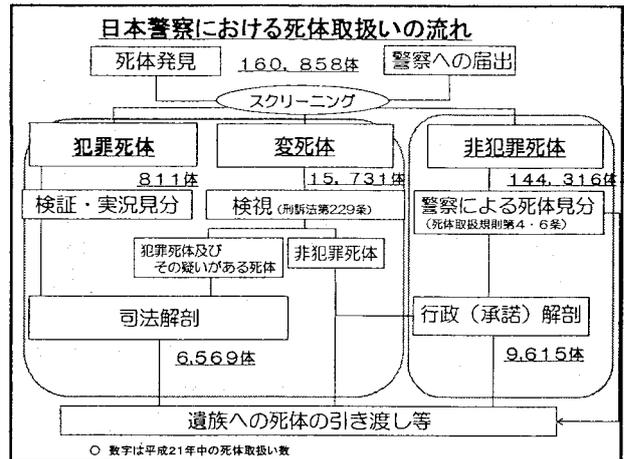 日本警察における死体取扱いの流れ
死体発見
160,858体
警察への届出
スクリーニング
犯罪死体
変死体
非犯罪死体
811体
15,731体
144,316体
検証・実況見分
検視(刑訴法第229条)
警察による死体見分
(死体取扱規則第4・6条)
犯罪死体及び
その疑いがある死体
非犯罪死体
司法解剖
行政(承諾)解剖
6,569体
9,615体
遺族への死体の引き渡し等
○ 数字は平成21年中の死体取扱い数